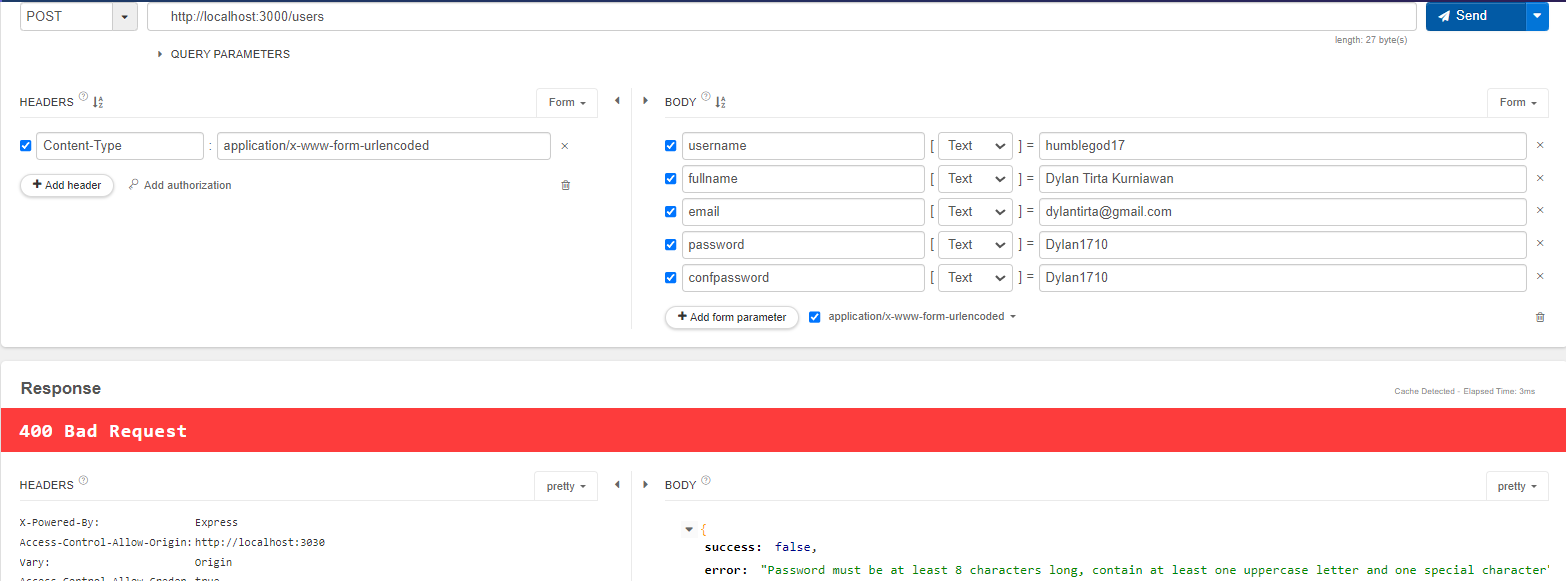 POST http://localhost:3000/users Send
length: 27 byte(s)
QUERY PARAMETERS
HEADERS ? Form
Content-Type : application/x-www-form-urlencoded ×
+ Add header Add authorization
BODY ? Form
username [ Text ] = humblegod17 ×
fullname [ Text ] = Dylan Tirta Kurniawan ×
email [ Text ] = dylantirta@gmail.com ×
password [ Text ] = Dylan1710 ×
confpassword [ Text ] = Dylan1710 ×
+ Add form parameter application/x-www-form-urlencoded
Response
Cache Detected - Elapsed Time: 3ms
400 Bad Request
HEADERS ? pretty
X-Powered-By: Express
Access-Control-Allow-Origin: http://localhost:3030
Vary: Origin
Access-Control-Allow-Creden true
BODY ? pretty
{
success: false,
error: "Password must be at least 8 characters long, contain at least one uppercase letter and one special character"